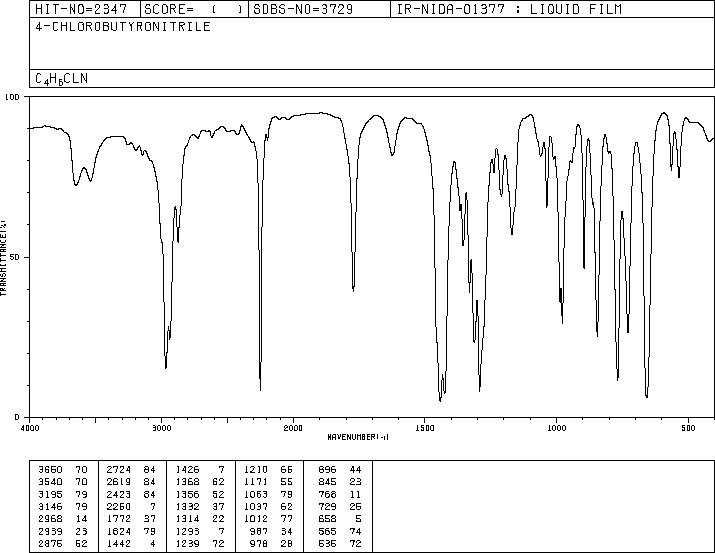 HIT-NO=2347 SCORE= ( ) SDBS-NO=3729 IR-NIDA-01377 : LIQUID FILM
4-CHLOROBUTYRONITRILE
C4H6CLN
100
50
0
TRANSMITTANCE(%)
4000 3000 2000 1500 1000 500
WAVENUMBER(-1)
3660 70 2724 84 1426 7 1210 66 896 44
3540 70 2619 84 1368 62 1171 55 845 23
3195 79 2423 84 1356 52 1063 79 768 11
3146 79 2250 7 1332 37 1037 62 729 26
2968 14 1772 37 1314 22 1012 77 658 5
2939 23 1624 79 1293 7 987 34 565 74
2875 52 1442 4 1239 72 978 28 535 72